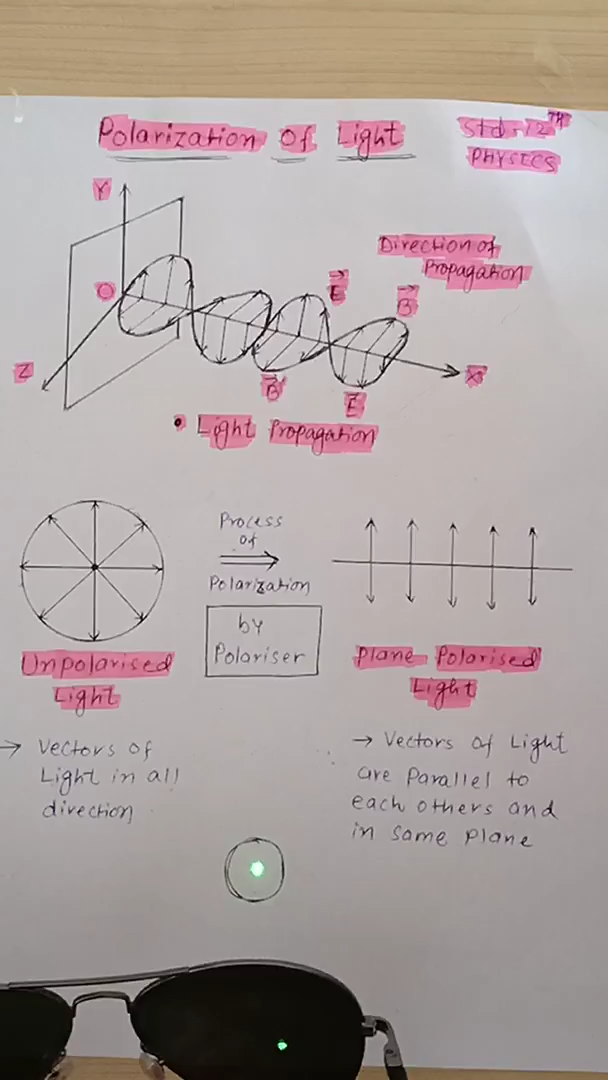 Polarization Of Light
Std-12TH
PHYSICS
Y
Direction of
Propagation
O
E
B
Z
X
B
E
• Light Propagation
Process
Of
Polarization
by
Polariser
Unpolarised
Light
Plane Polarised
Light
→ Vectors of
Light in all
direction
→ Vectors of Light
are Parallel to
each others and
in same Plane